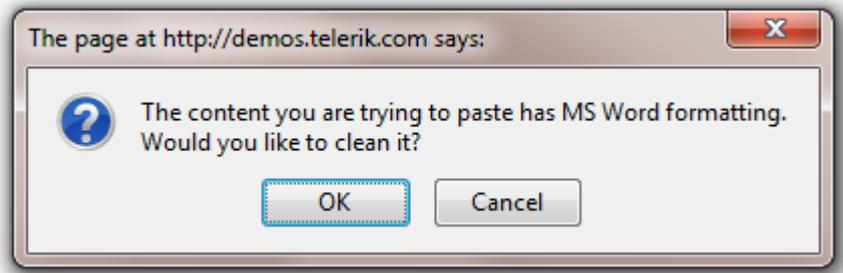 The page at http://demos.telerik.com says:
The content you are trying to paste has MS Word formatting.
Would you like to clean it?
OK Cancel